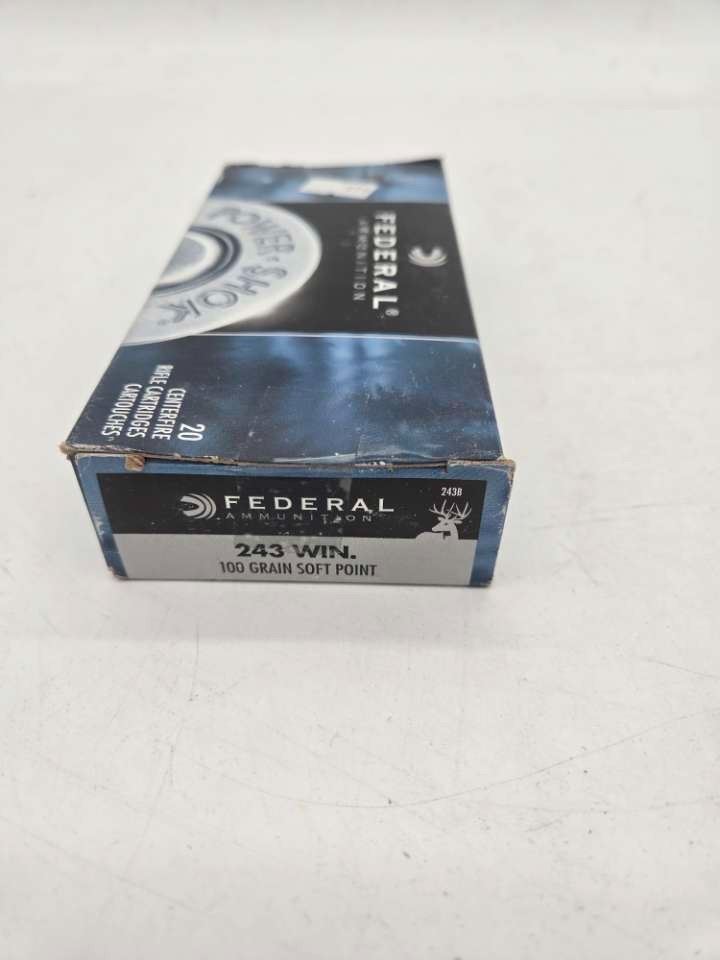 POWER·SHOK®
FEDERAL®
AMMUNITION
20
CENTERFIRE
RIFLE CARTRIDGES
CARTOUCHES
FEDERAL
AMMUNITION
243B
243 WIN.
100 GRAIN SOFT POINT